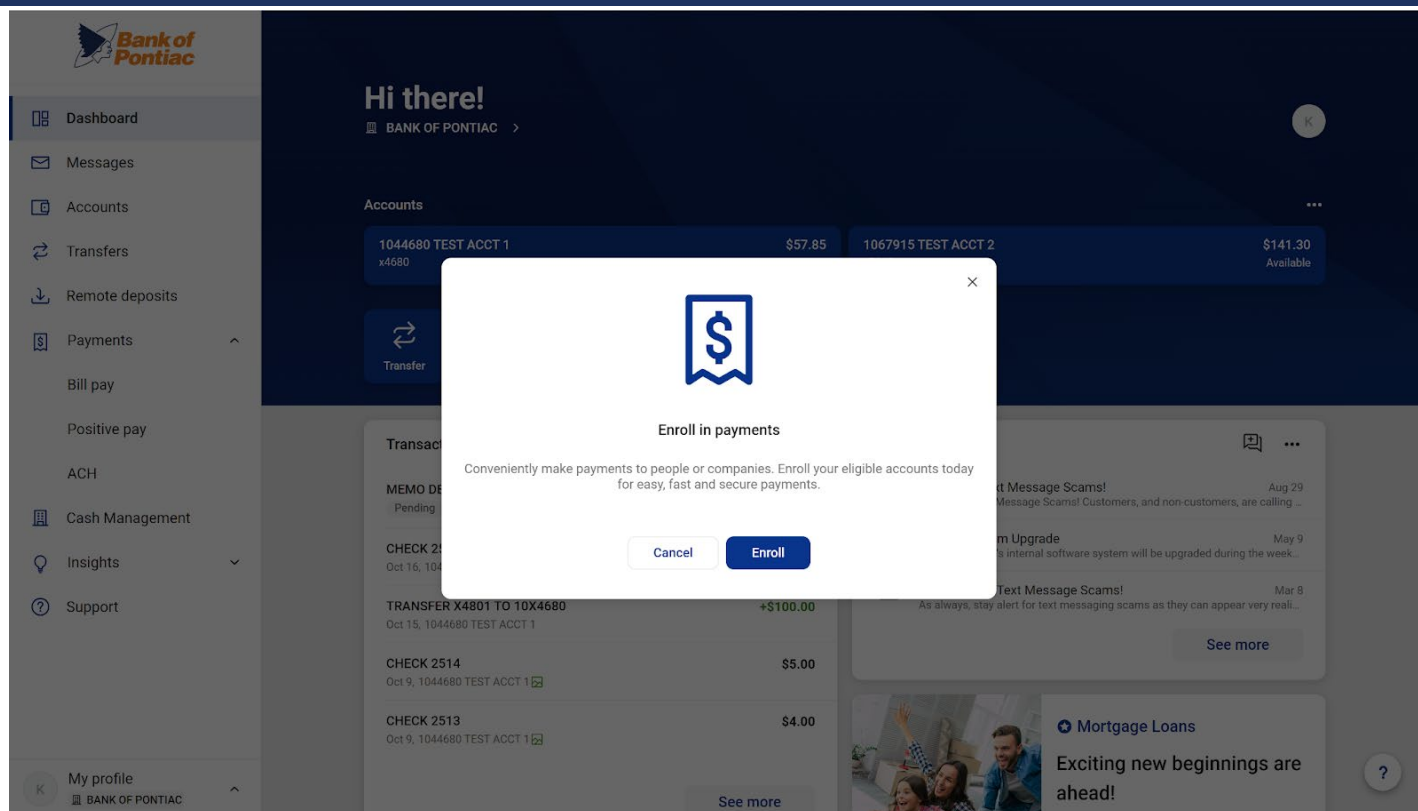 Bank of
Pontiac
Dashboard
Messages
Accounts
Transfers
Remote deposits
Payments
Bill pay
Positive pay
ACH
Cash Management
Insights
Support
My profile
K
BANK OF PONTIAC
Hi there!
BANK OF PONTIAC >
K
Accounts
1044680 TEST ACCT 1 $57.85
x4680
1067915 TEST ACCT 2 $141.30
Available
Transfer
Enroll in payments
Conveniently make payments to people or companies. Enroll your eligible accounts today
for easy, fast and secure payments.
Cancel Enroll
Transact
MEMO DE
Pending
CHECK 25
Oct 16, 104
TRANSFER X4801 TO 10X4680 +$100.00
Oct 15, 1044680 TEST ACCT 1
CHECK 2514 $5.00
Oct 9, 1044680 TEST ACCT 1
CHECK 2513 $4.00
Oct 9, 1044680 TEST ACCT 1
See more
xt Message Scams! Aug 29
Message Scams! Customers, and non-customers, are calling ...
m Upgrade May 9
's internal software system will be upgraded during the week...
Text Message Scams! Mar 8
As always, stay alert for text messaging scams as they can appear very reali...
See more
Mortgage Loans
Exciting new beginnings are
ahead!
?